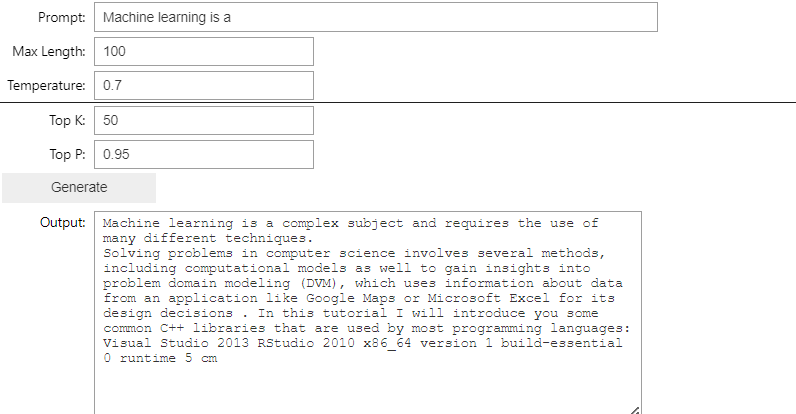 Prompt: Machine learning is a
Max Length: 100
Temperature: 0.7
Top K: 50
Top P: 0.95
Generate
Output: Machine learning is a complex subject and requires the use of
many different techniques.
Solving problems in computer science involves several methods,
including computational models as well to gain insights into
problem domain modeling (DVM), which uses information about data
from an application like Google Maps or Microsoft Excel for its
design decisions . In this tutorial I will introduce you some
common C++ libraries that are used by most programming languages:
Visual Studio 2013 RStudio 2010 x86_64 version 1 build-essential
0 runtime 5 cm